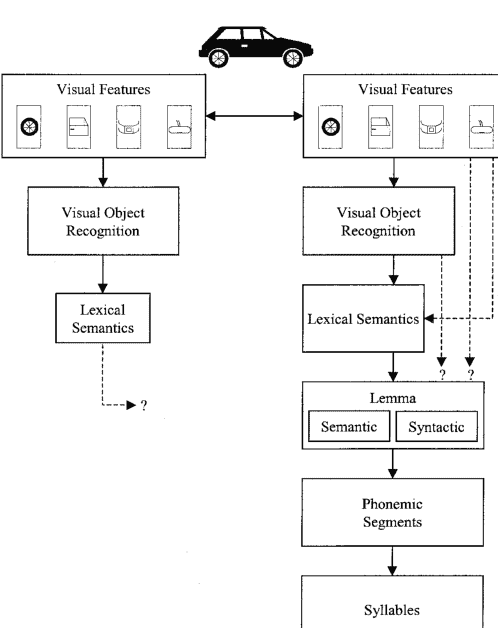 Visual Features
Visual Features
Visual Object
Recognition
Visual Object
Recognition
Lexical
Semantics
Lexical Semantics
?
?
?
Lemma
Semantic
Syntactic
Phonemic
Segments
Syllables